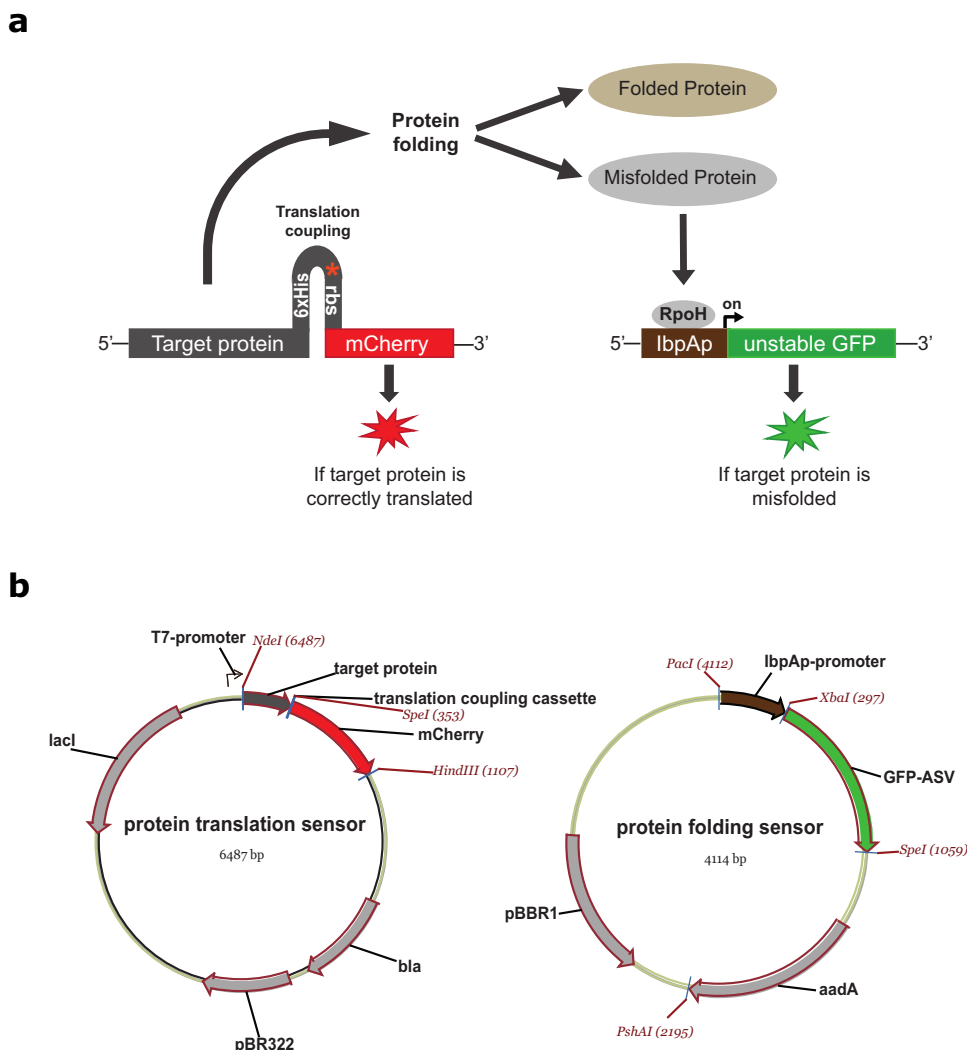 a
Folded Protein
Protein
folding
Misfolded Protein
Translation
coupling
6xHis
*
rbs
RpoH
on
5’
Target protein
mCherry
3’
5’
IbpAp
unstable GFP
3’
If target protein is
correctly translated
If target protein is
misfolded
b
T7-promoter
NdeI (6487)
target protein
translation coupling cassette
SpeI (353)
mCherry
lacI
HindIII (1107)
protein translation sensor
6487 bp
bla
pBR322
PacI (4112)
IbpAp-promoter
XbaI (297)
GFP-ASV
protein folding sensor
4114 bp
SpeI (1059)
pBBR1
aadA
PshAI (2195)